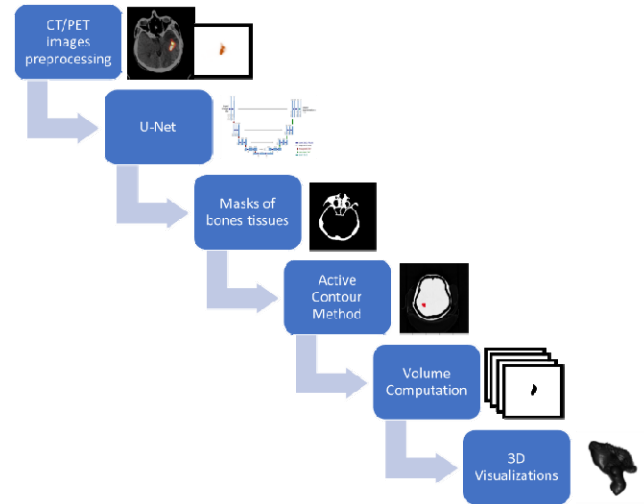 CT/PET
images
preprocessing
U-Net
Masks of
bones tissues
Active
Contour
Method
Volume
Computation
3D
Visualizations